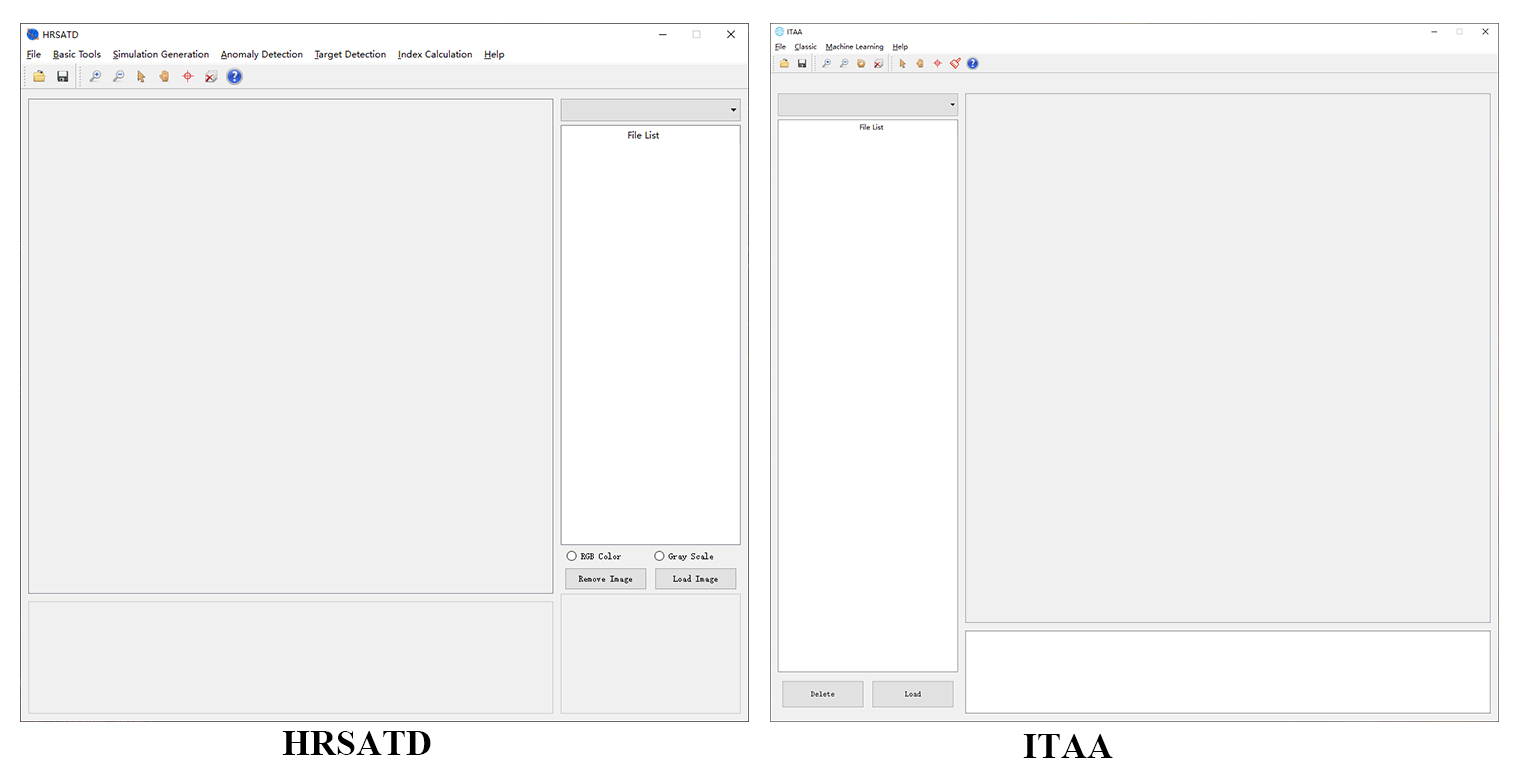 HRSATD
File Basic Tools Simulation Generation Anomaly Detection Target Detection Index Calculation Help
?
File List
RGB Color Gray Scale
Remove Image Load Image
HRSATD
ITAA
File Classic Machine Learning Help
?
File List
Delete Load
ITAA